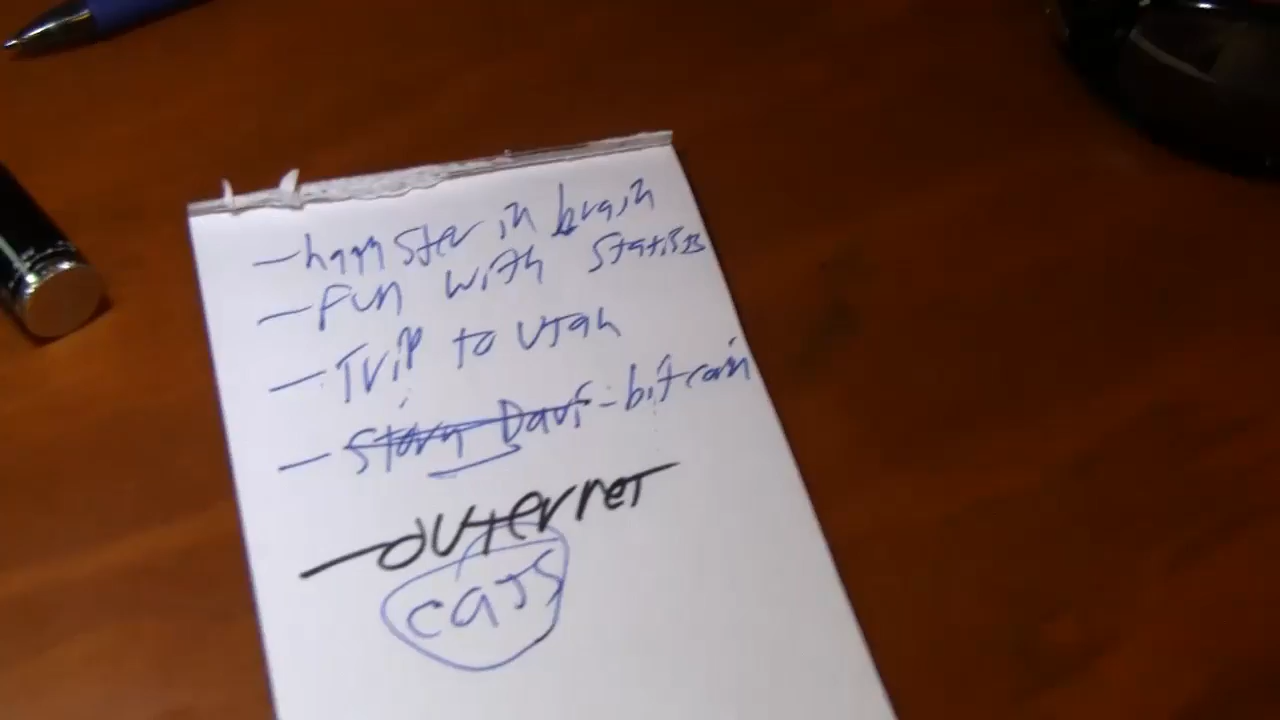 - hamster in brain
- fun with statistics
- Trip to Utah
- Story Dave - bitcoin
- outernet
cats